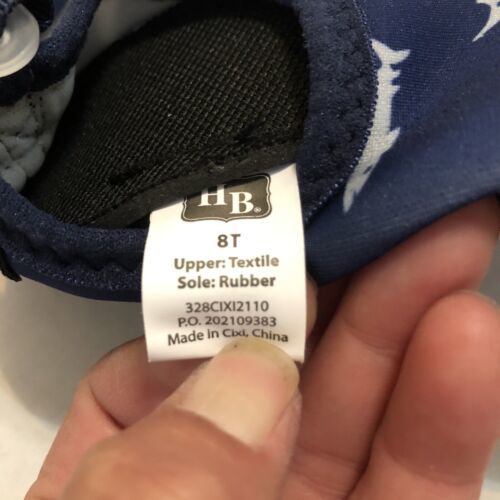 HB®
8T
Upper: Textile
Sole: Rubber
328CIXI2110
P.O. 202109383
Made in Cixi, China